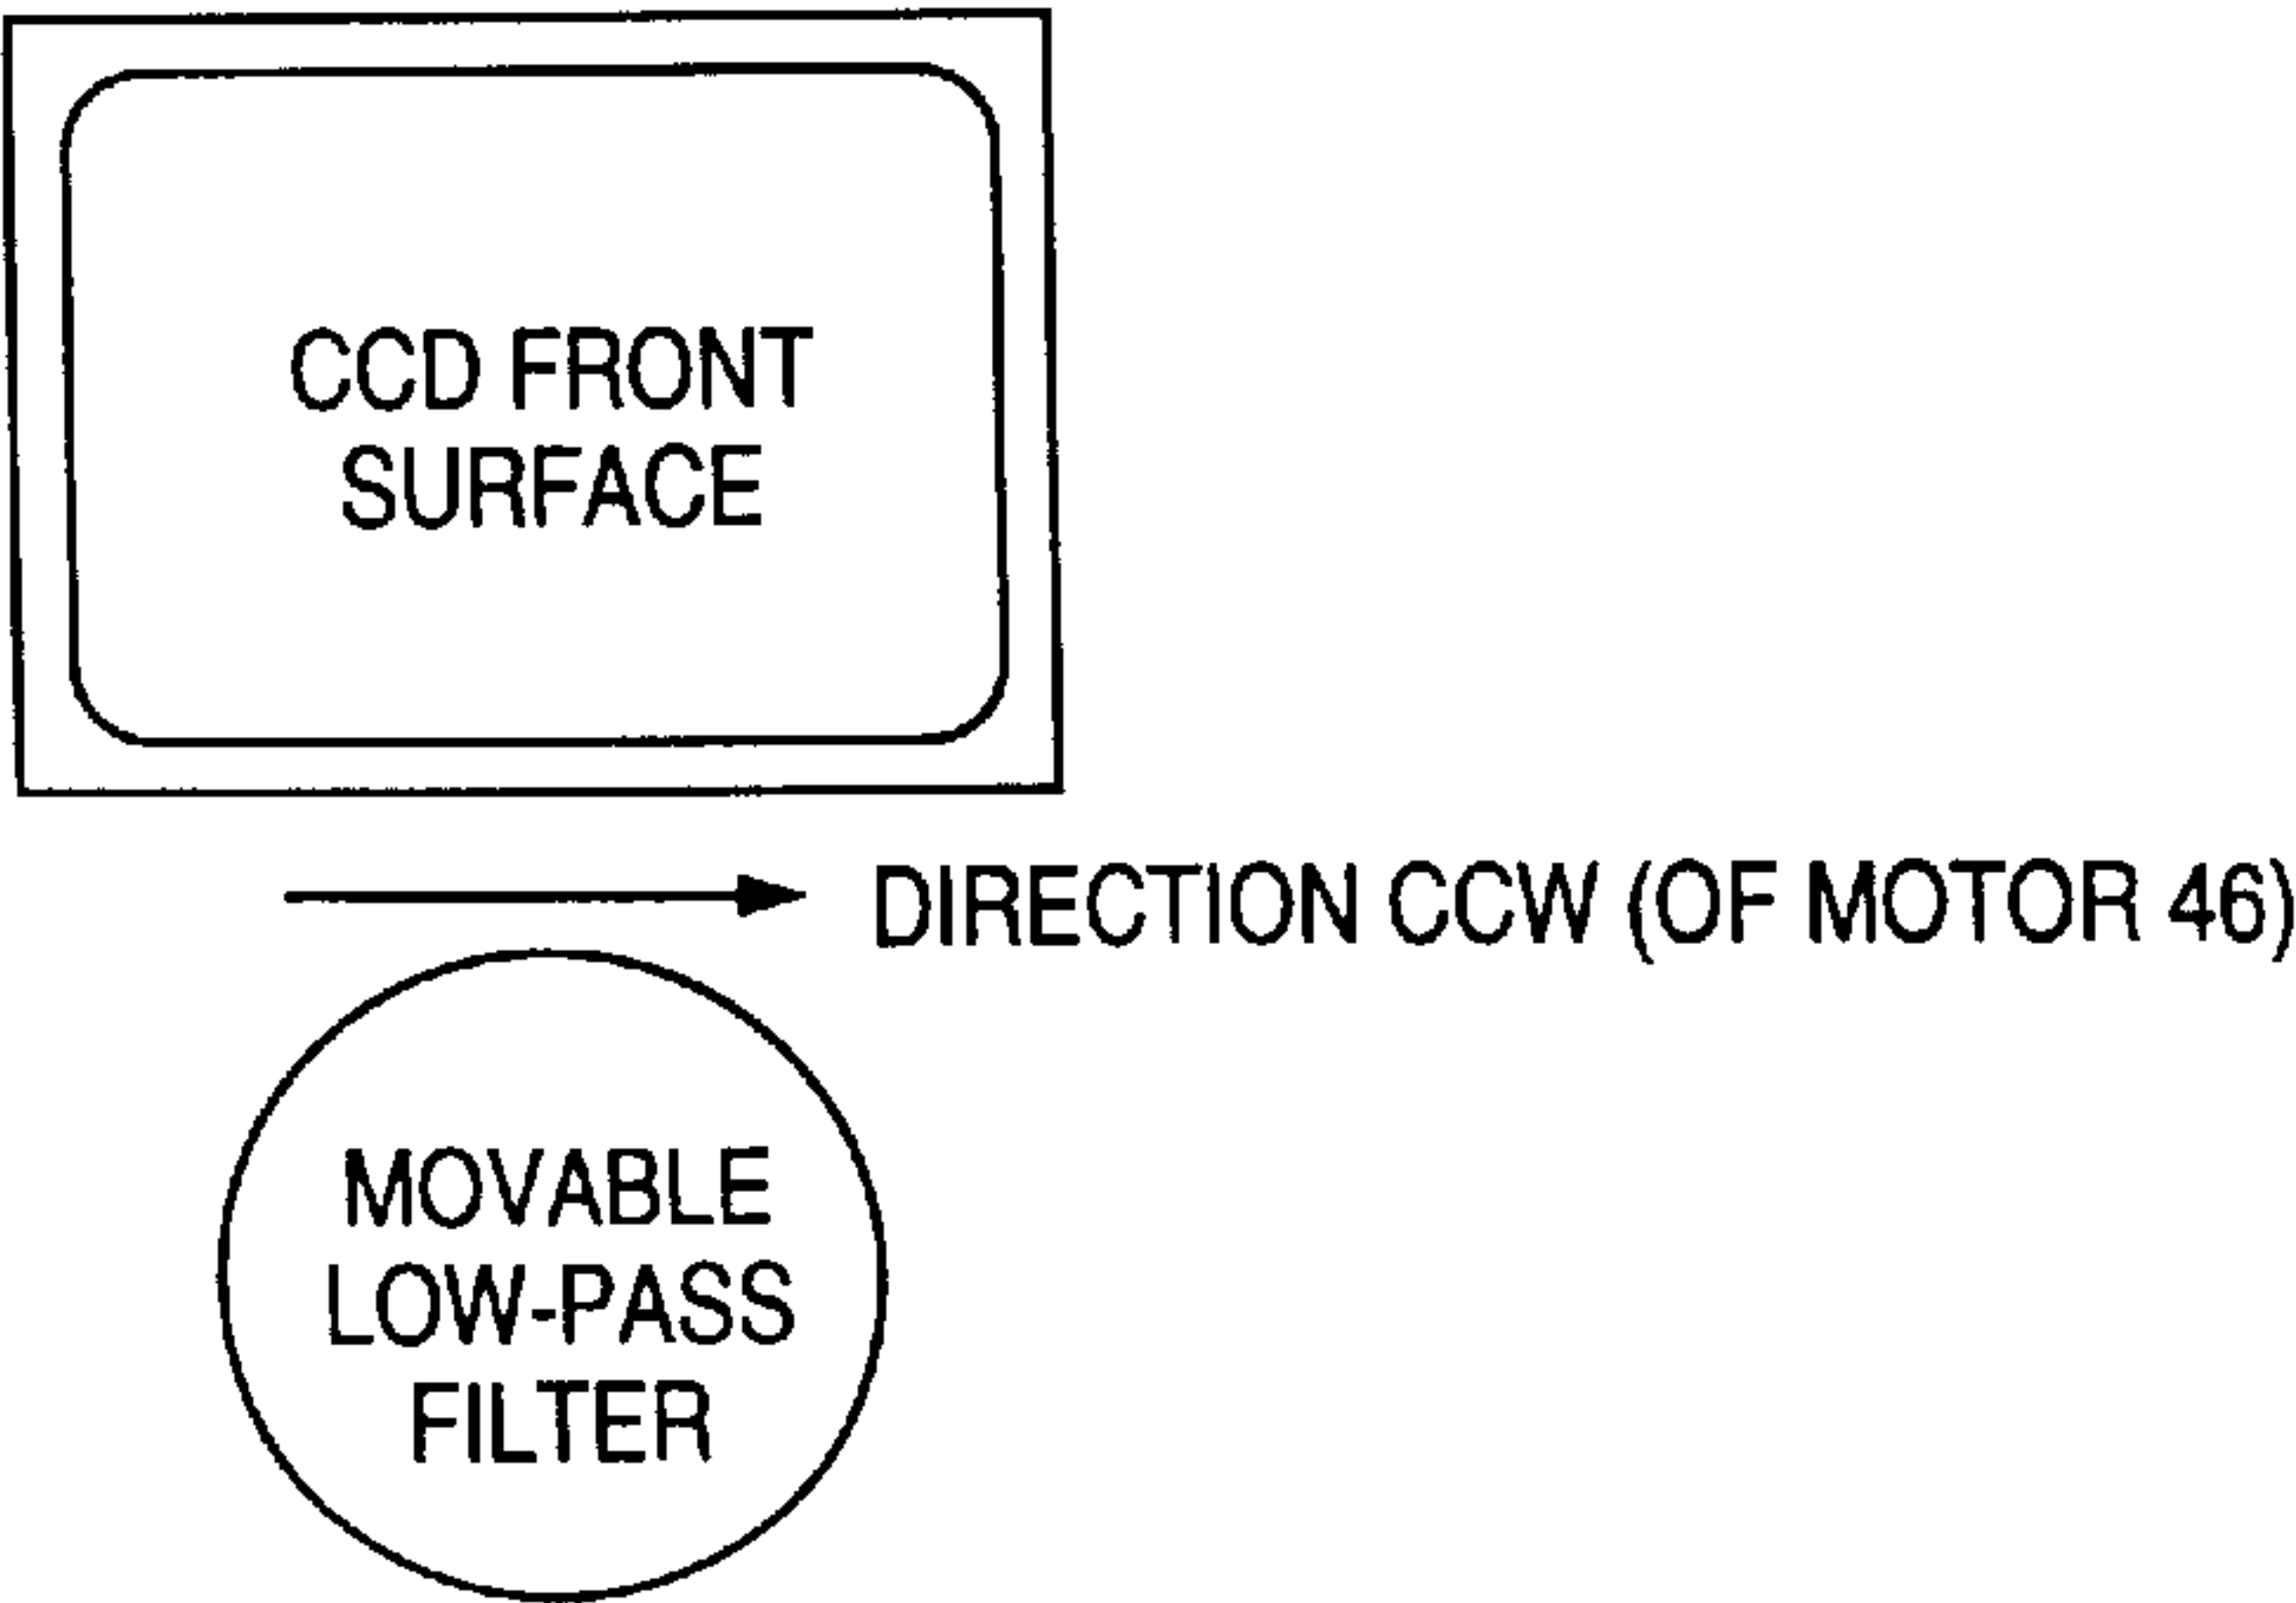 CCD FRONT
SURFACE
DIRECTION CCW (OF MOTOR 46)
MOVABLE
LOW-PASS
FILTER